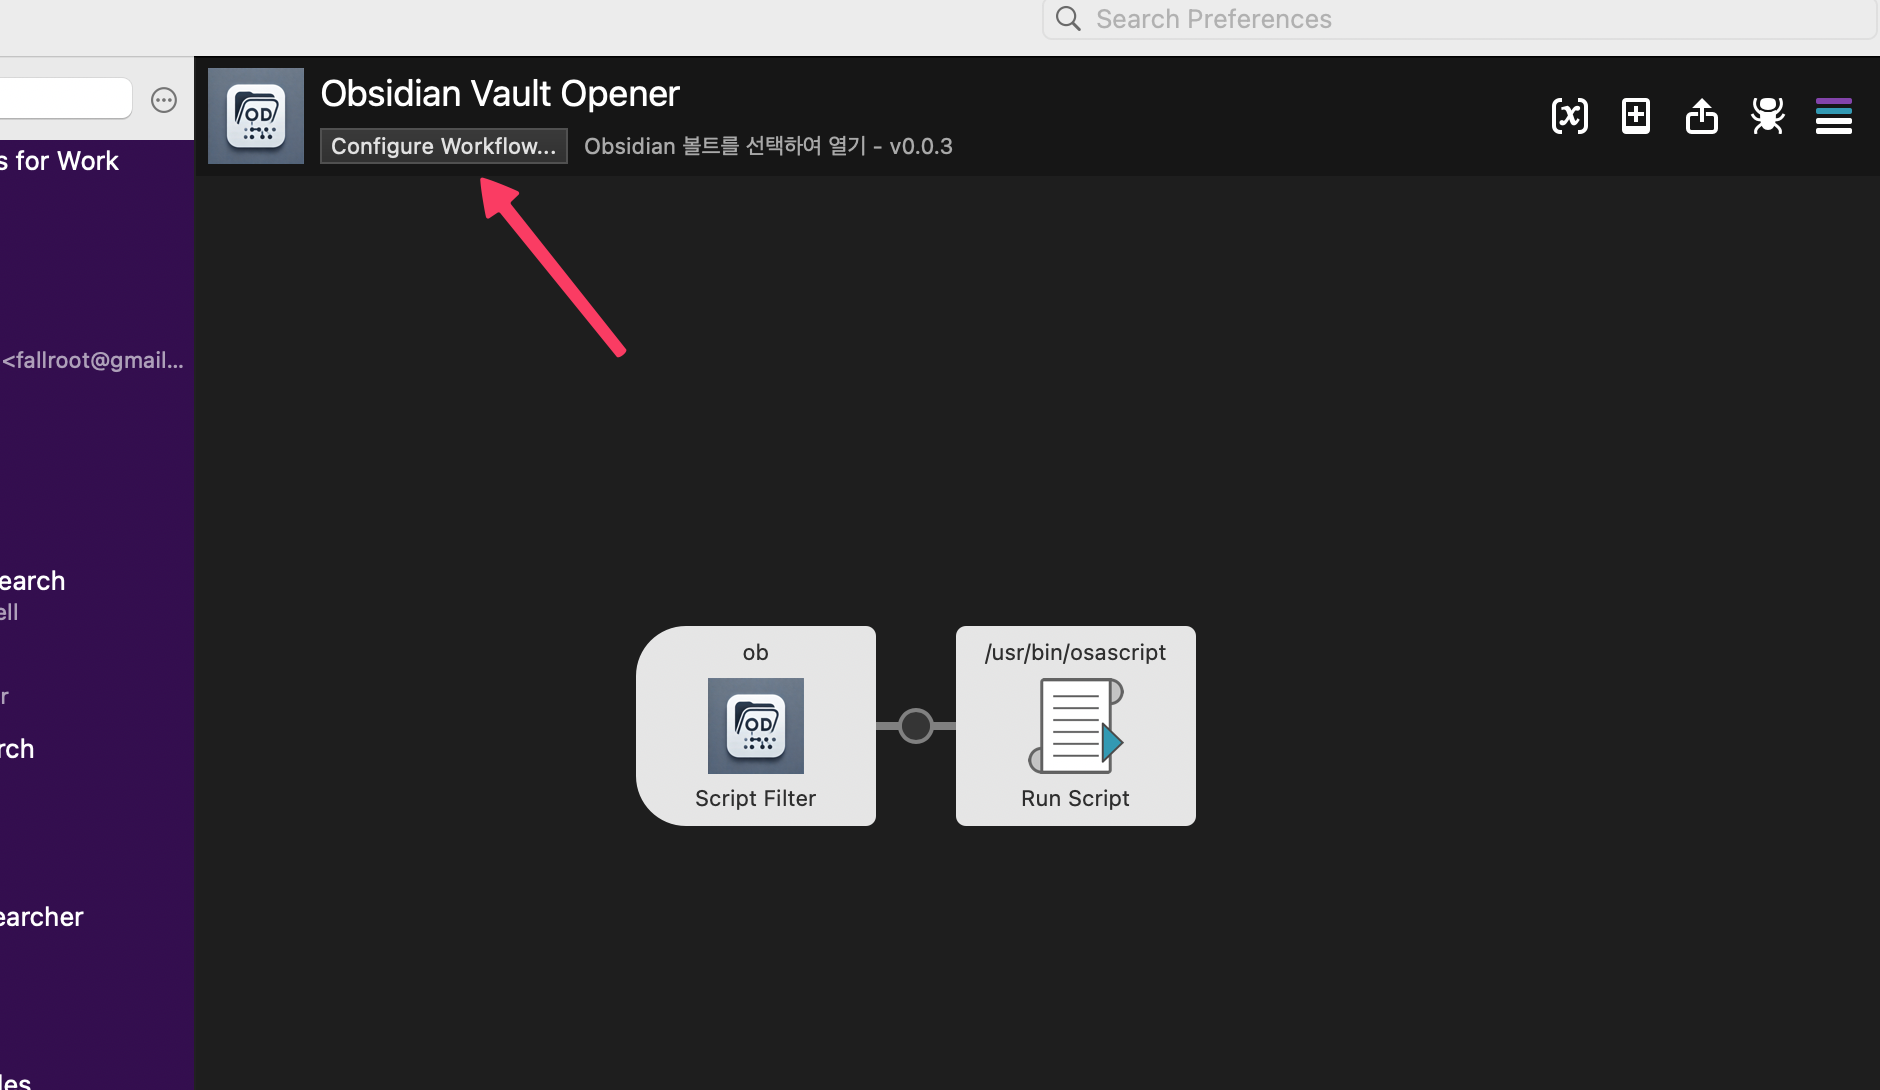 Search Preferences
Obsidian Vault Opener
Configure Workflow...
Obsidian 볼트를 선택하여 열기 - v0.0.3
s for Work
<fallroot@gmail...
earch
ell
r
rch
earcher
les
ob
OD
Script Filter
/usr/bin/osascript
Run Script